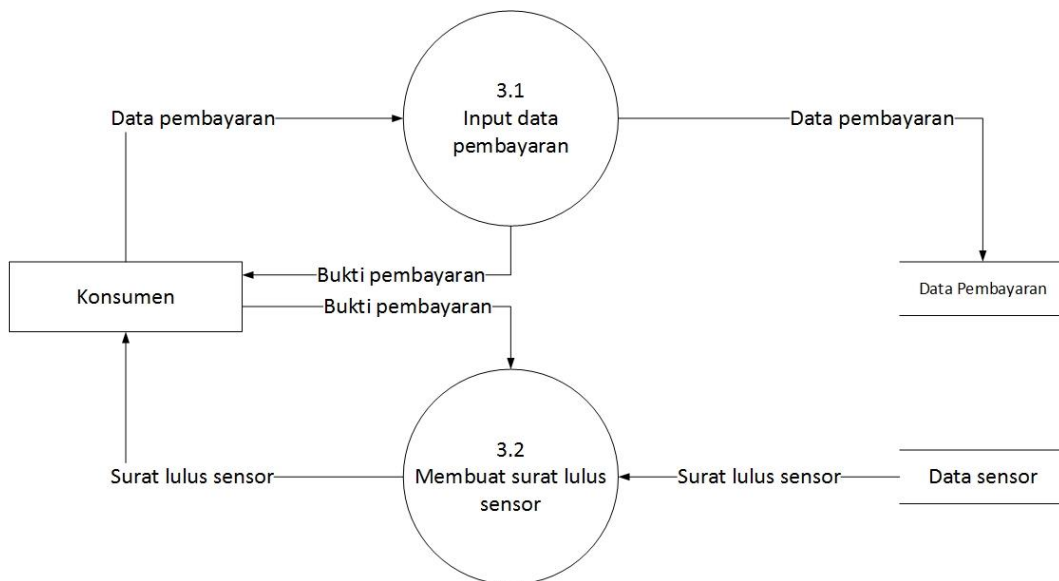 3.1
Input data
pembayaran
Data pembayaran
Data pembayaran
Bukti pembayaran
Konsumen
Bukti pembayaran
Data Pembayaran
3.2
Membuat surat lulus
sensor
Surat lulus sensor
Surat lulus sensor
Data sensor